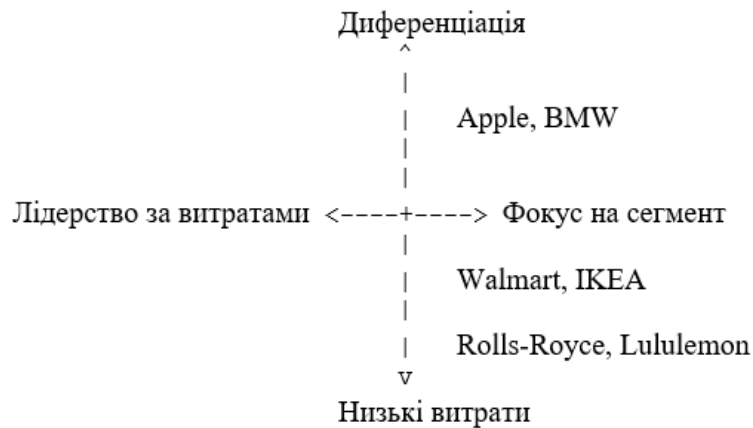 Диференціація
^
|
| Apple, BMW
|
|
Лідерство за витратами <----+----> Фокус на сегмент
|
| Walmart, IKEA
|
| Rolls-Royce, Lululemon
v
Низькі витрати